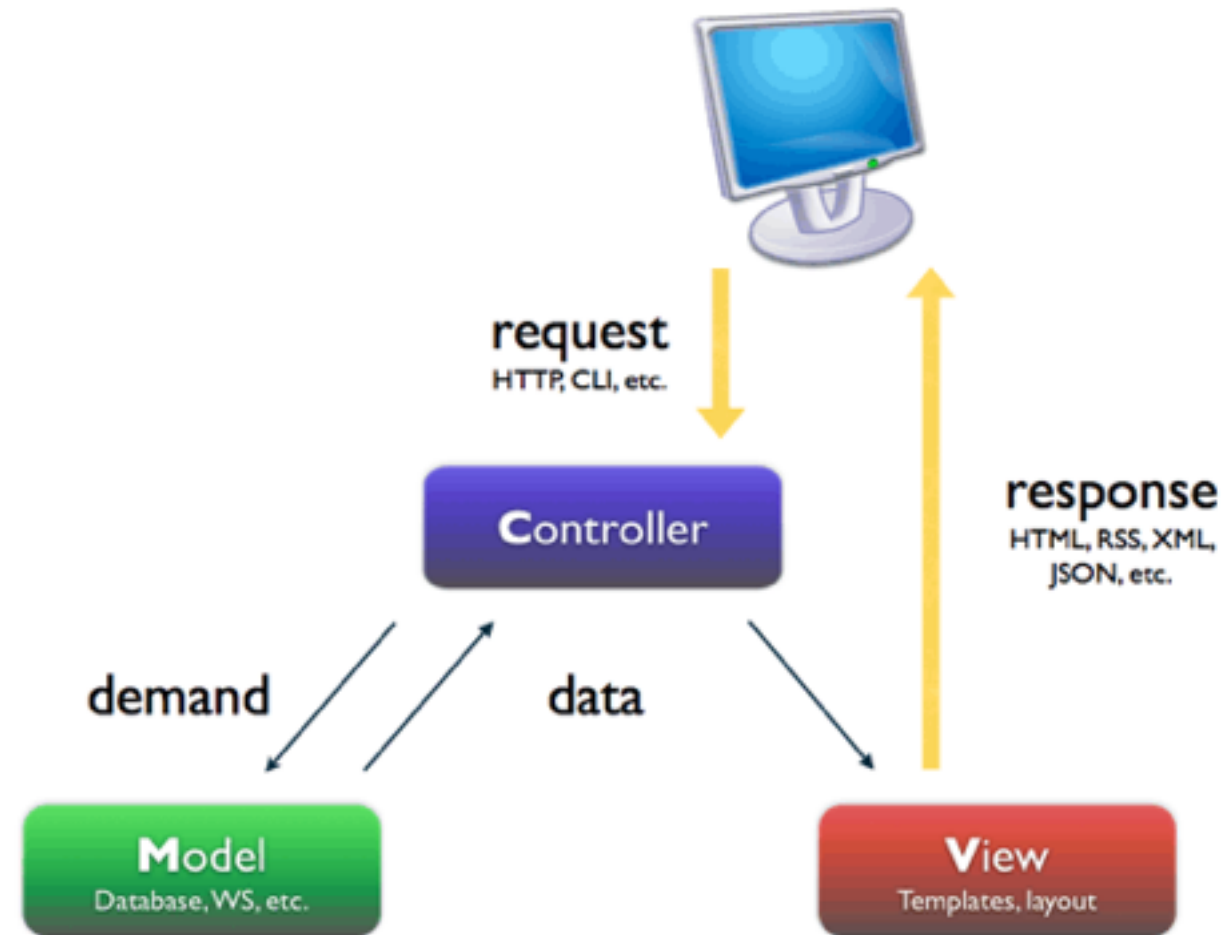 request
HTTP, CLI, etc.
Controller
response
HTML, RSS, XML,
JSON, etc.
demand
data
Model
Database, WS, etc.
View
Templates, layout